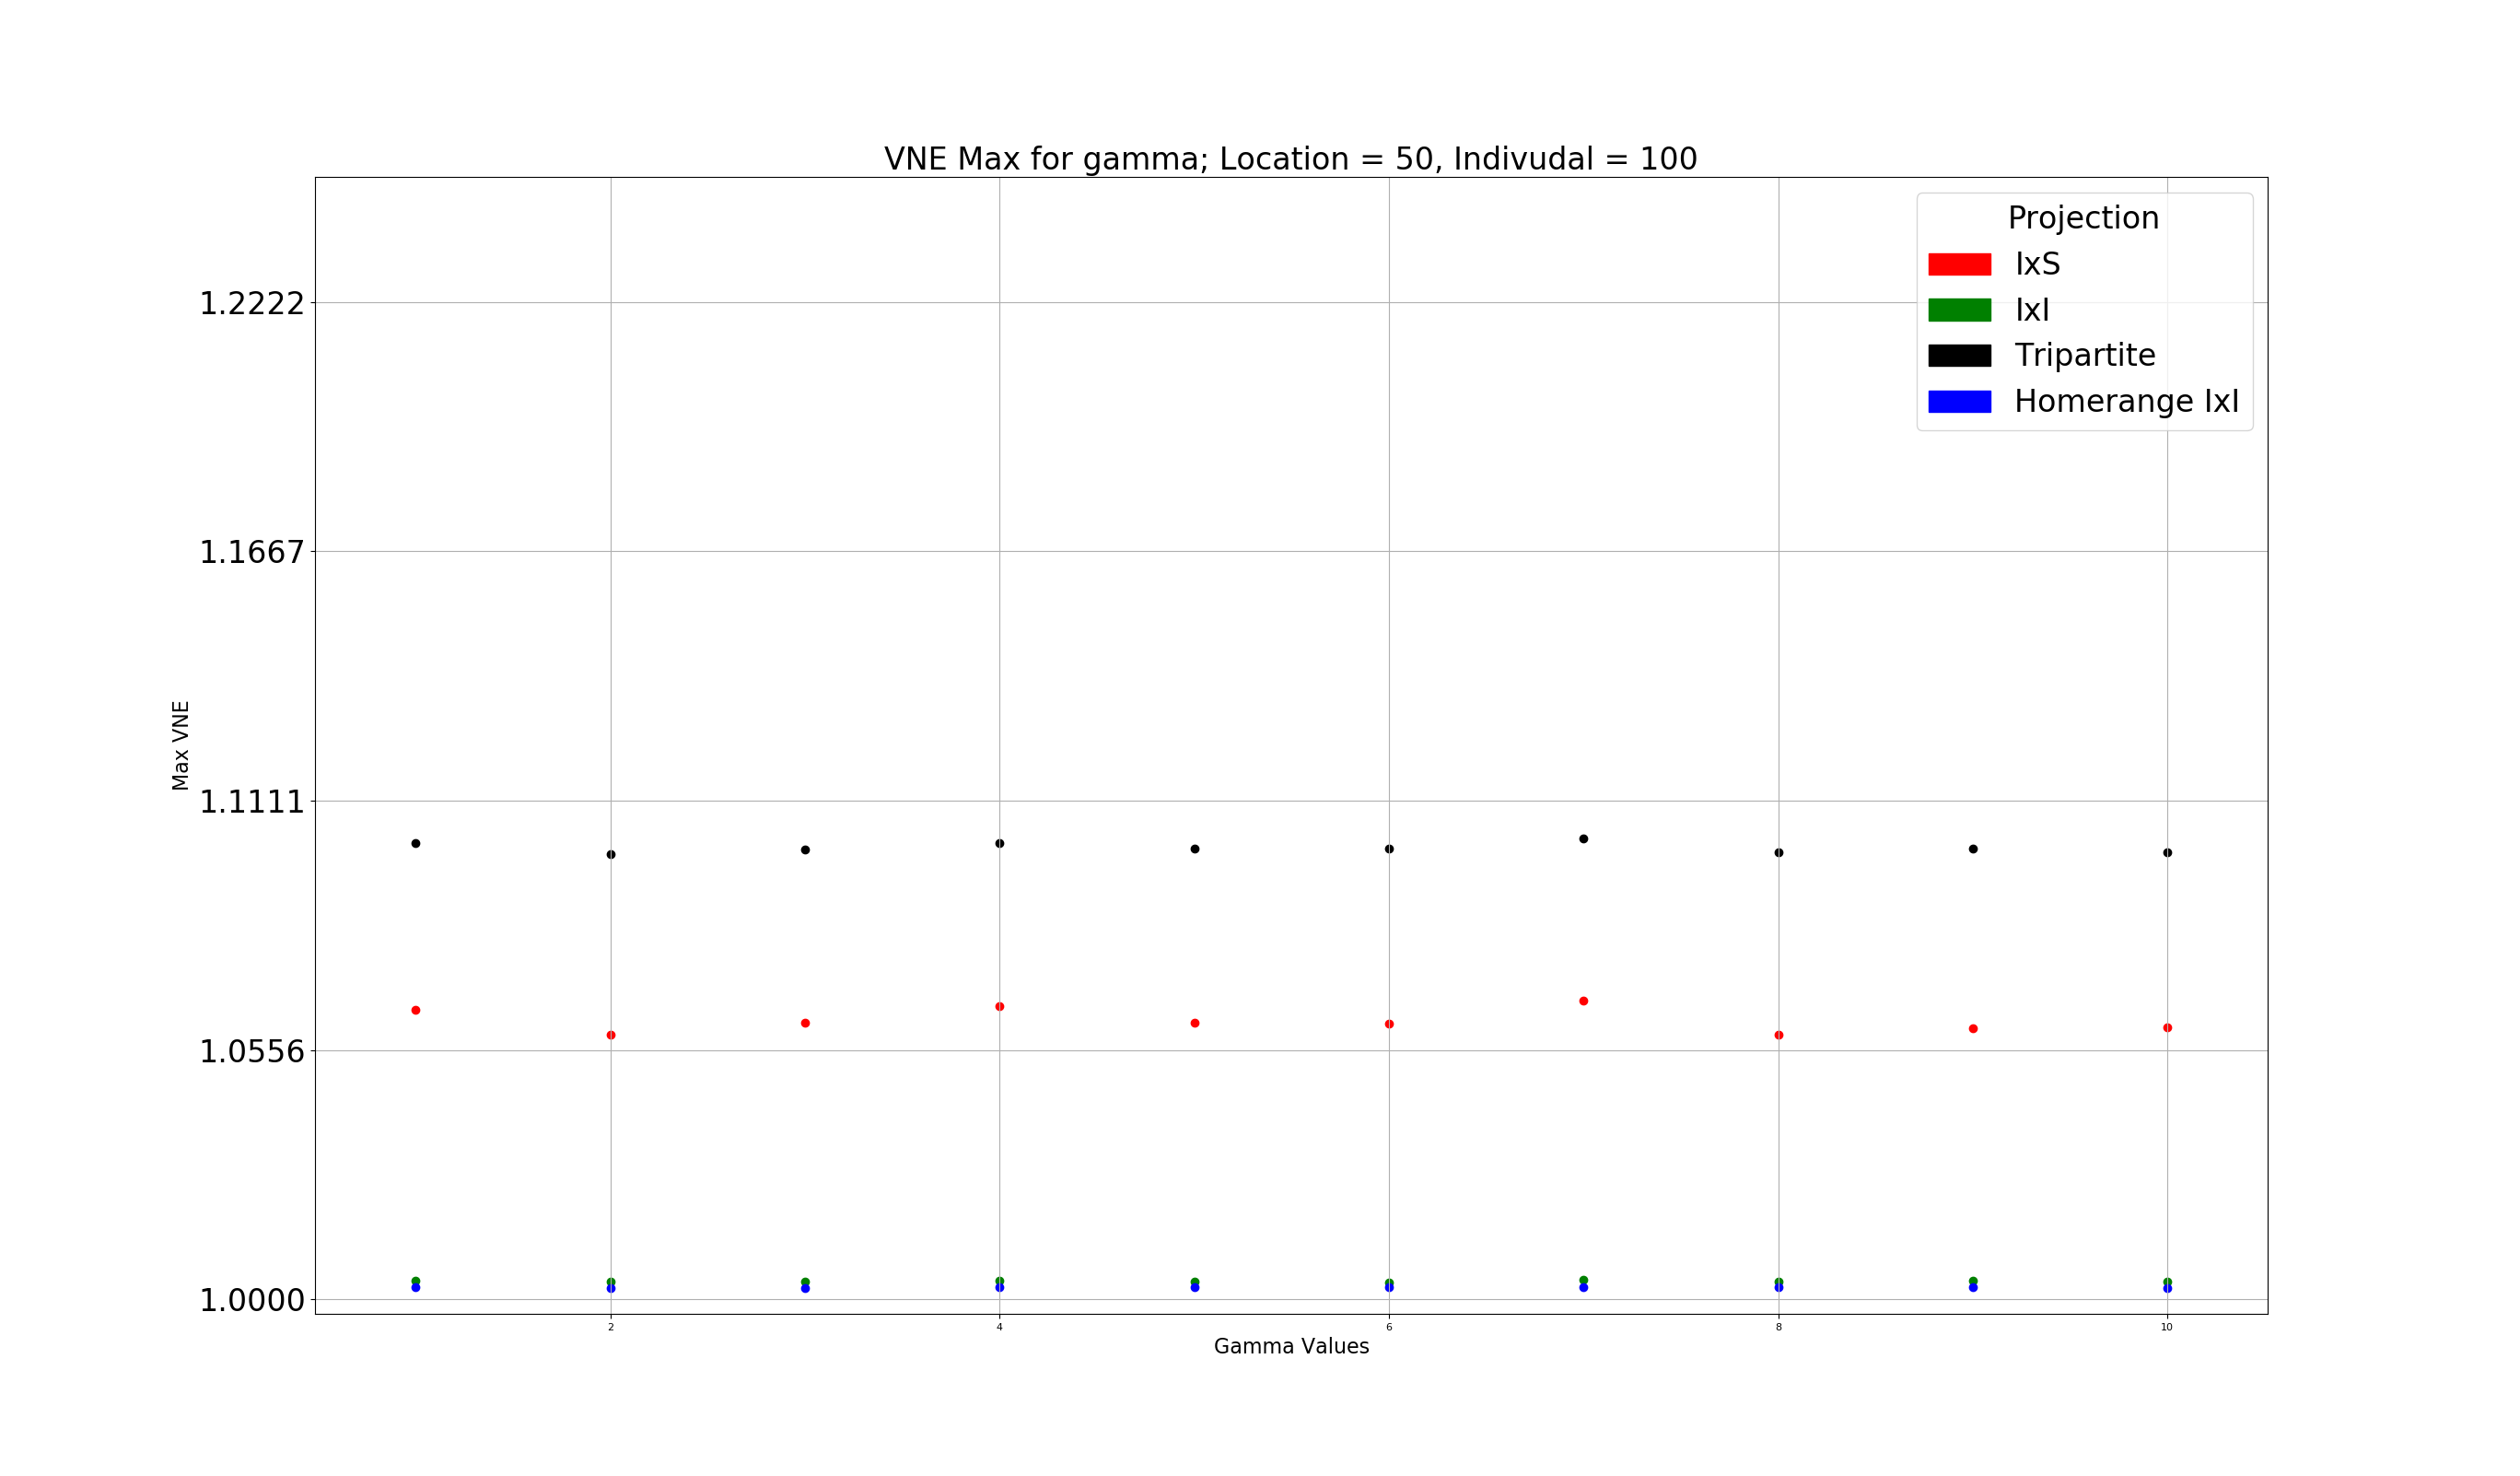 VNE Max for gamma; Location = 50, Indivudal = 100
Projection
IxS
IxI
Tripartite
Homerange IxI
1.2222
1.1667
1.1111
1.0556
1.0000
Max VNE
2 4 6 8 10
Gamma Values